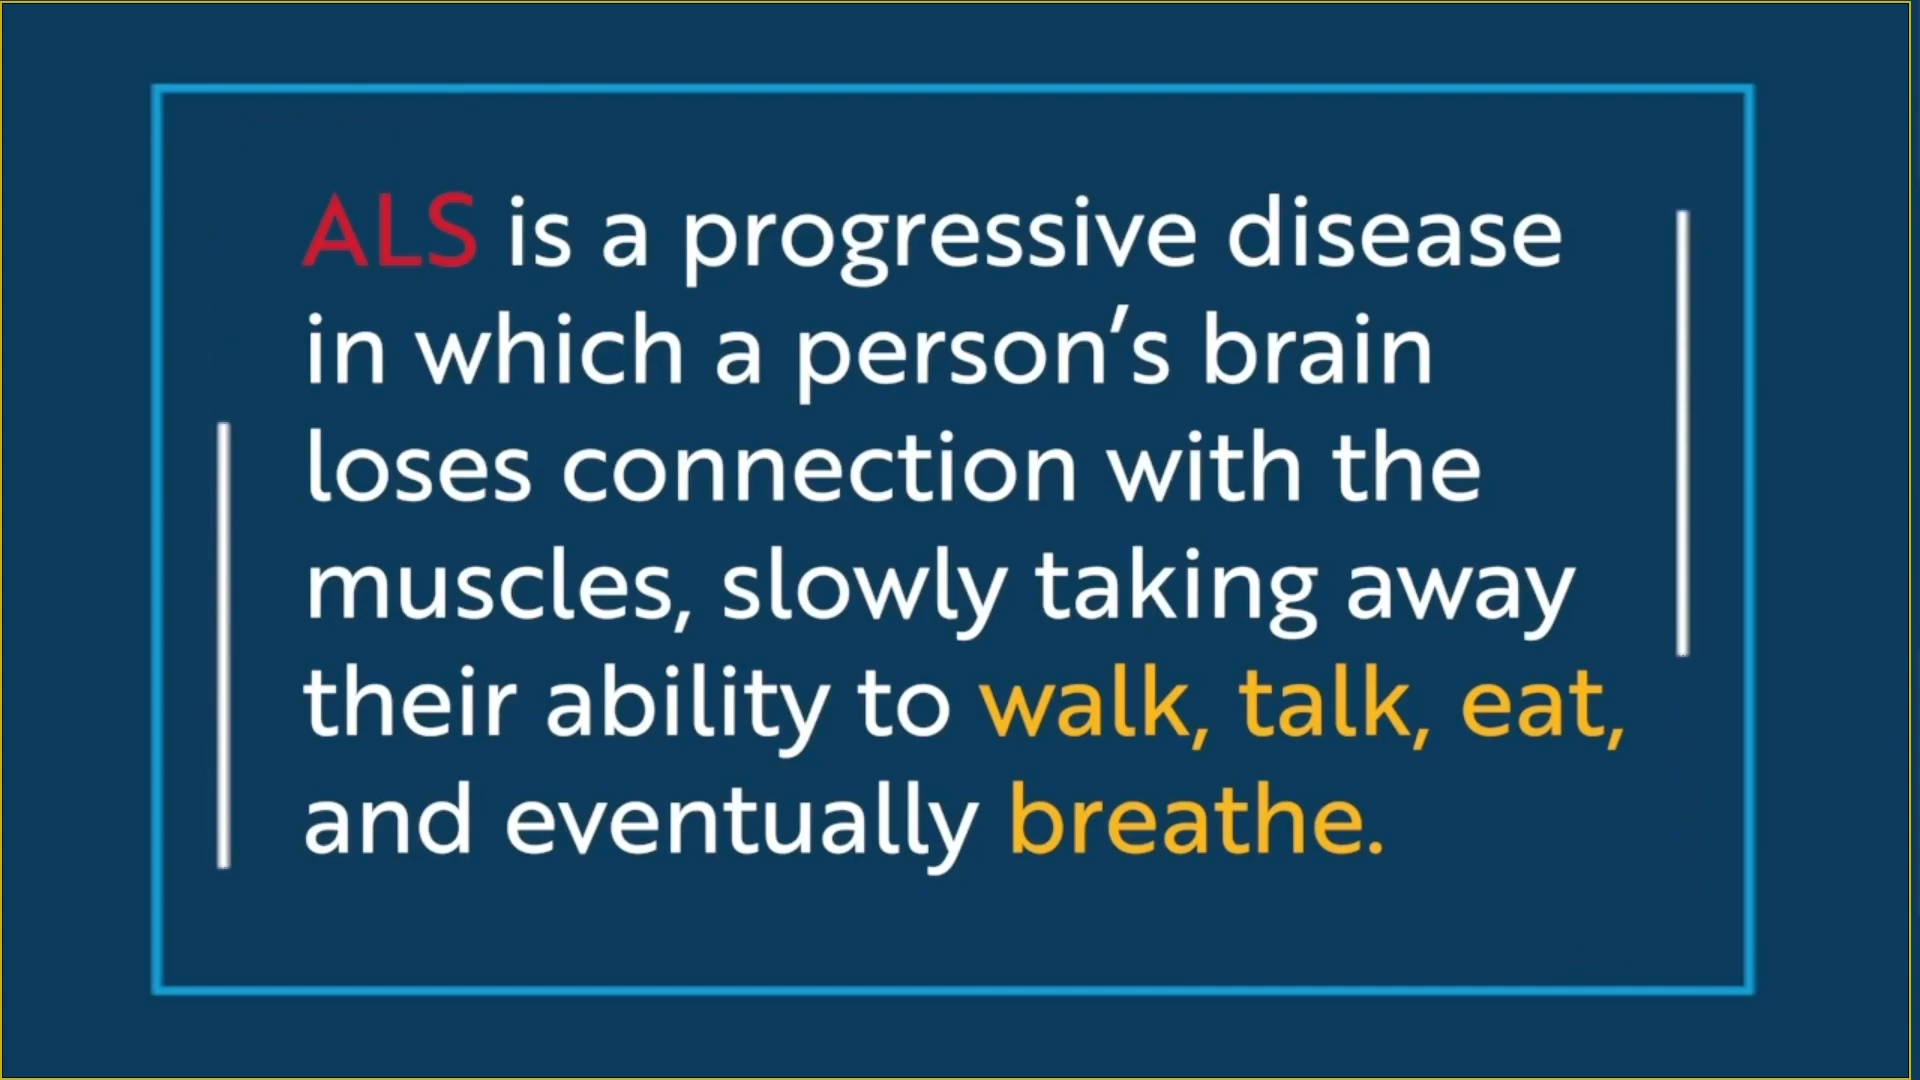 ALS is a progressive disease
in which a person’s brain
loses connection with the
muscles, slowly taking away
their ability to walk, talk, eat,
and eventually breathe.